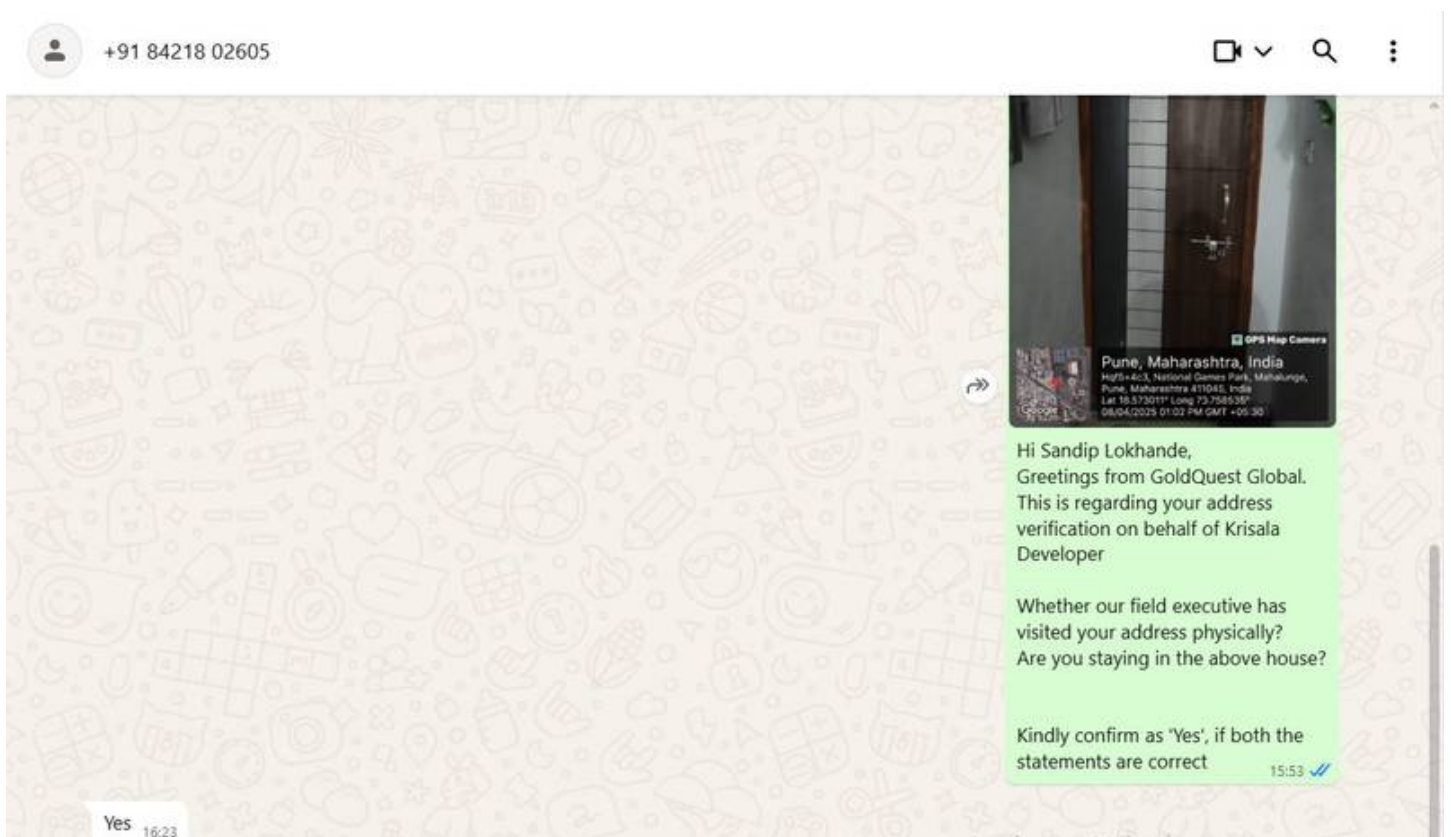 +91 84218 02605
GPS Map Camera
Pune, Maharashtra, India
Hqf5+4c3, National Games Park, Mahalunge,
Pune, Maharashtra 411045, India
Lat 18.573011° Long 73.758535°
08/04/2025 01:02 PM GMT +05:30
Google
Hi Sandip Lokhande,
Greetings from GoldQuest Global.
This is regarding your address
verification on behalf of Krisala
Developer
Whether our field executive has
visited your address physically?
Are you staying in the above house?
Kindly confirm as 'Yes', if both the
statements are correct
15:53
Yes 16:23